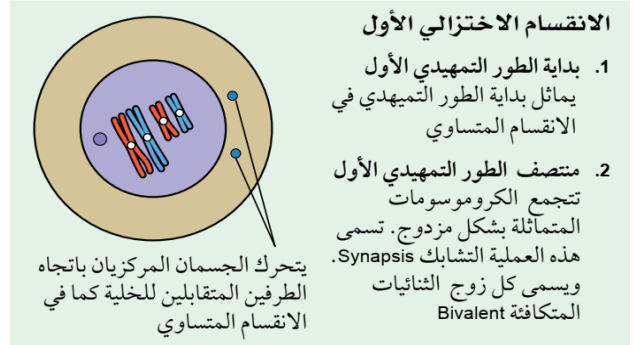 الانقسام الاختزالي الأول
1. بداية الطور التمهيدي الأول
يماثل بداية الطور التميهدي في
الانقسام المتساوي
2. منتصف الطور التمهيدي الأول
تتجمع الكروموسومات
المتماثلة بشكل مزدوج. تسمى
هذه العملية التشابك Synapsis.
ويسمى كل زوج الثنائيات
المتكافئة Bivalent
يتحرك الجسمان المركزيان باتجاه
الطرفين المتقابلين للخلية كما في
الانقسام المتساوي